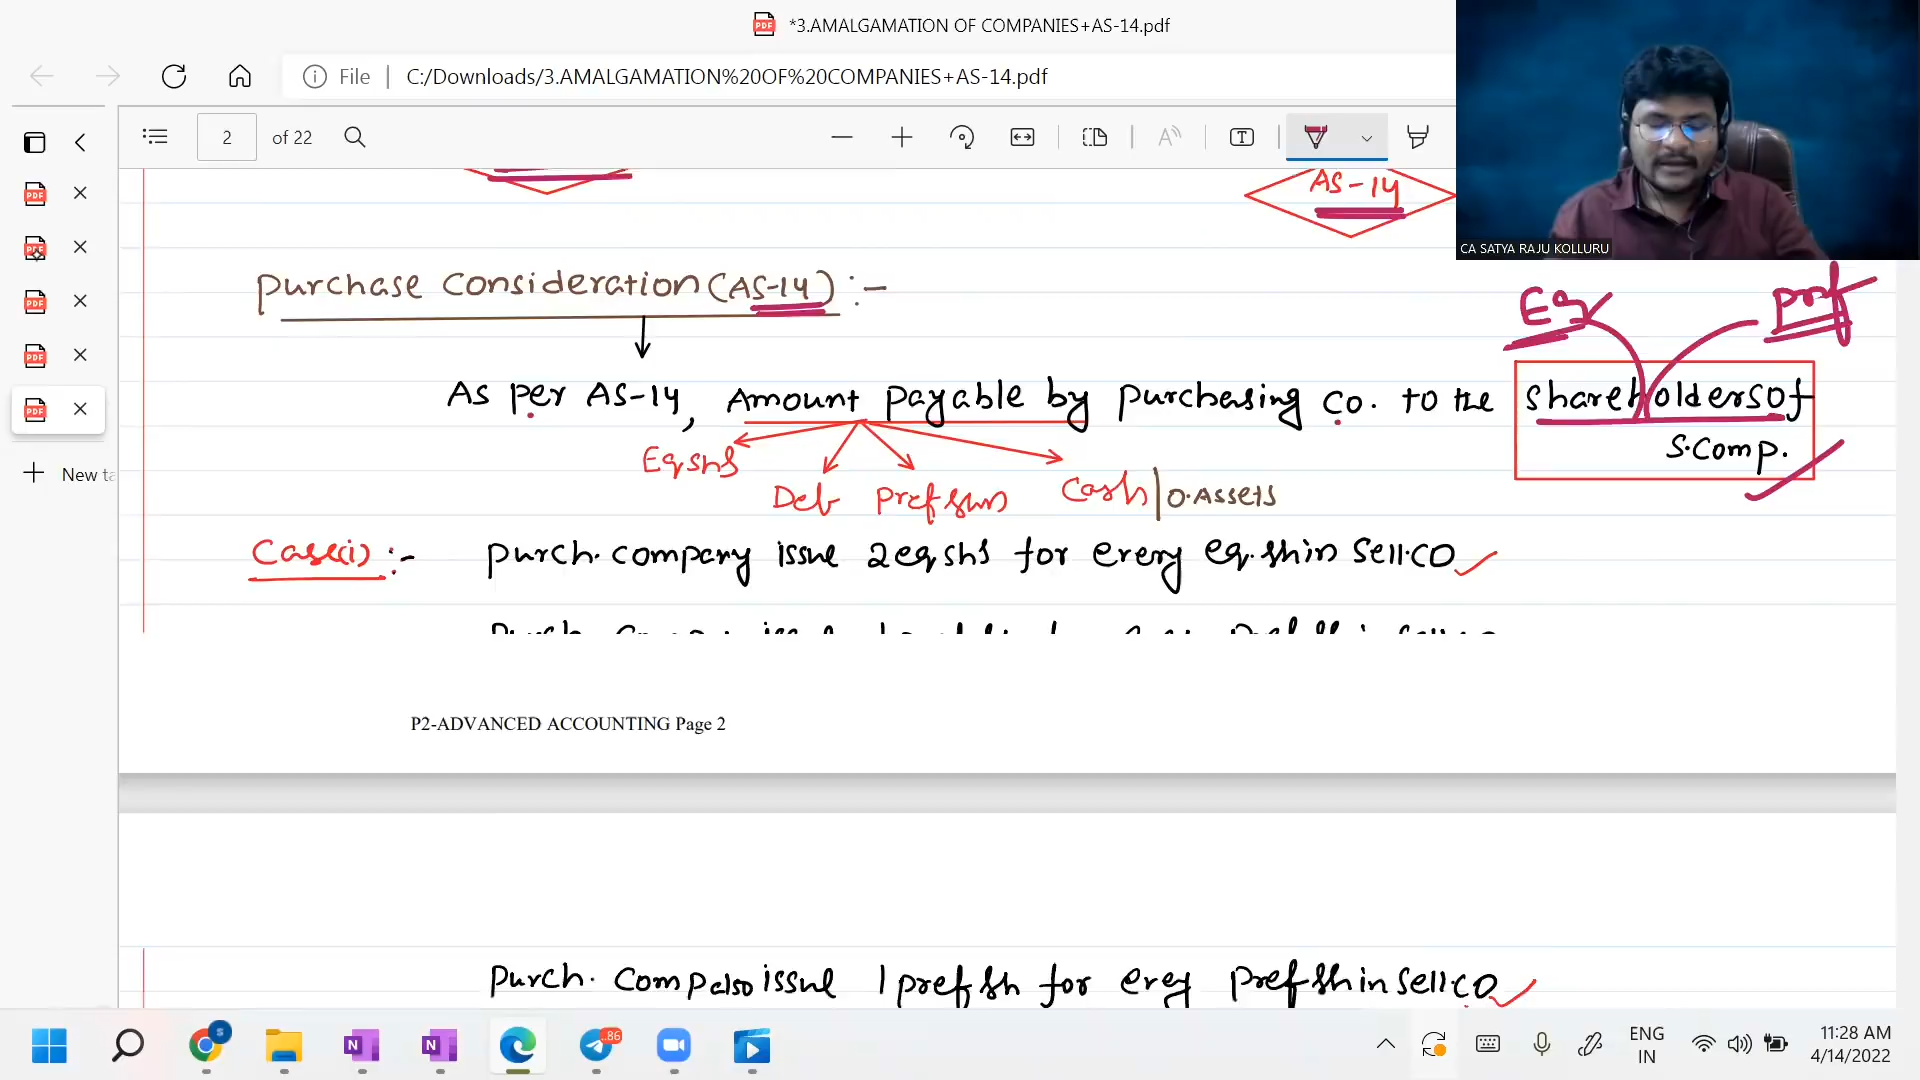 *3.AMALGAMATION OF COMPANIES+AS-14.pdf
File | C:/Downloads/3.AMALGAMATION%20OF%20COMPANIES+AS-14.pdf
2 of 22
CA SATYA RAJU KOLLURU
AS-14
Purchase Consideration (AS-14) :-
Eq
Pref
As per AS-14, Amount payable by purchasing Co. to the shareholders of
S.Comp.
Eq shs
Deb Pref shs Cash | O.Assets
Case(i) :- purch. company issue 2 eq shs for every eq.sh in Sell.CO
P2-ADVANCED ACCOUNTING Page 2
Purch. Comp also issue 1 pref sh for every Pref sh in sell.co
New ta
..86
ENG
IN
11:28 AM
4/14/2022